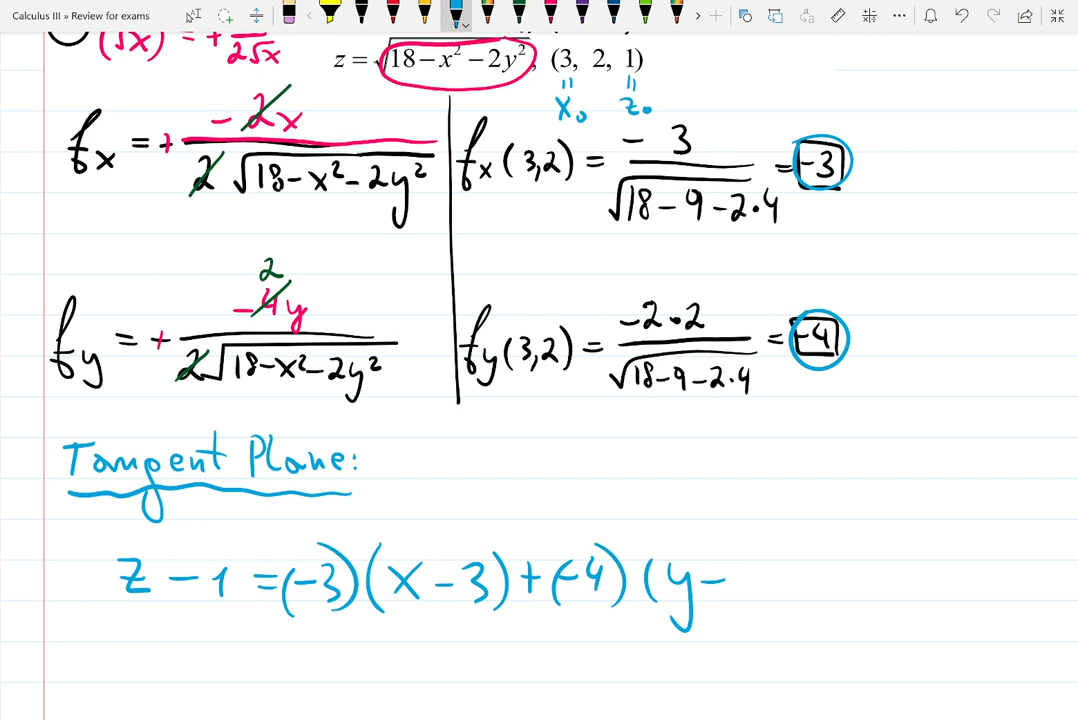 Calculus III » Review for exams
(√x)' = + 1/(2√x)
z = √(18 − x² − 2y²), (3, 2, 1)
= x₀ = z₀
fx = + −2x/(2√(18−x²−2y²))
fx(3,2) = −3/√(18−9−2•4) = −3
2
fy = + −4y/(2√(18−x²−2y²))
fy(3,2) = −2•2/√(18−9−2•4) = −4
Tangent Plane:
z − 1 = (−3)(x−3)+(−4)(y−